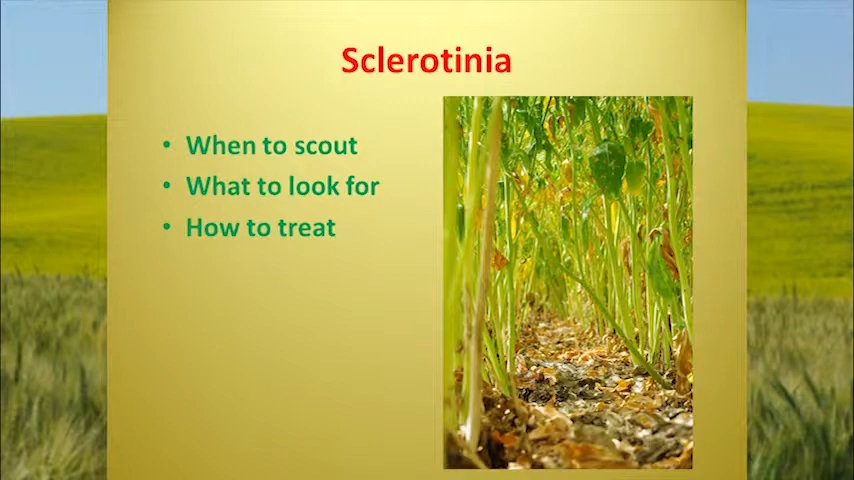 Sclerotinia
• When to scout
• What to look for
• How to treat